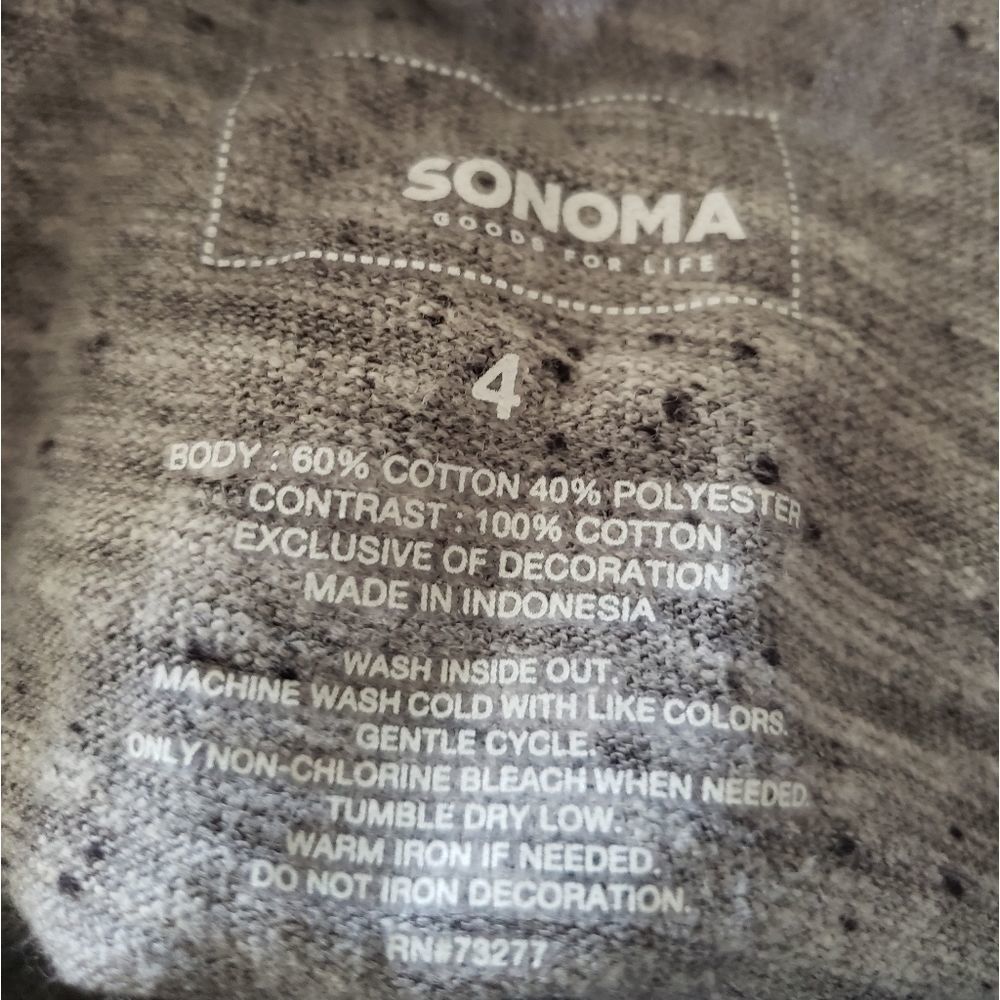 SONOMA
GOODS FOR LIFE
4
BODY : 60% COTTON 40% POLYESTER
CONTRAST : 100% COTTON
EXCLUSIVE OF DECORATION
MADE IN INDONESIA
WASH INSIDE OUT.
MACHINE WASH COLD WITH LIKE COLORS.
GENTLE CYCLE.
ONLY NON-CHLORINE BLEACH WHEN NEEDED.
TUMBLE DRY LOW.
WARM IRON IF NEEDED.
DO NOT IRON DECORATION.
RN#73277